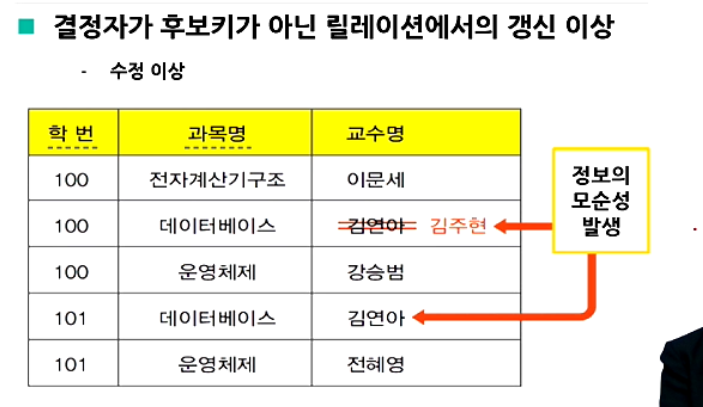 ■ 결정자가 후보키가 아닌 릴레이션에서의 갱신 이상
- 수정 이상
학 번 과목명 교수명
100 전자계산기구조 이문세
100 데이터베이스 김연아 김주현
100 운영체제 강승범
101 데이터베이스 김연아
101 운영체제 전혜영
정보의
모순성
발생